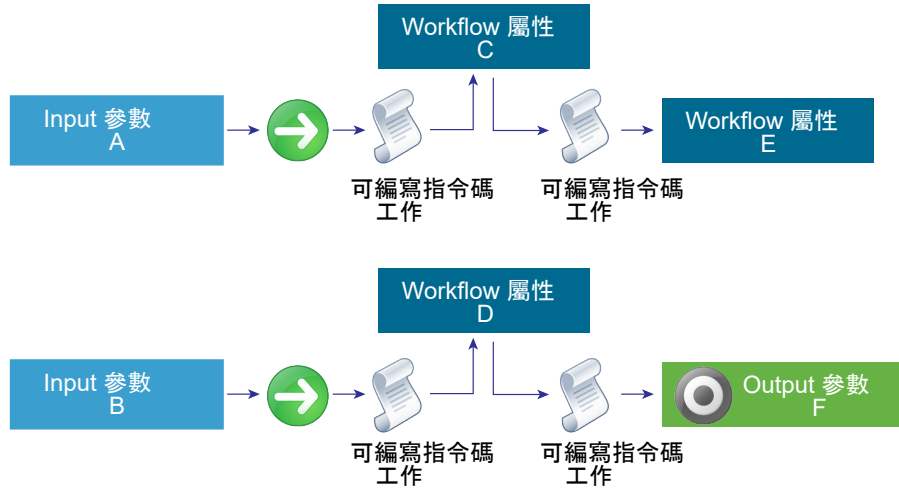 Workflow 屬性
C
Input 參數
A
Workflow 屬性
E
可編寫指令碼
工作
可編寫指令碼
工作
Workflow 屬性
D
Input 參數
B
Output 參數
F
可編寫指令碼
工作
可編寫指令碼
工作